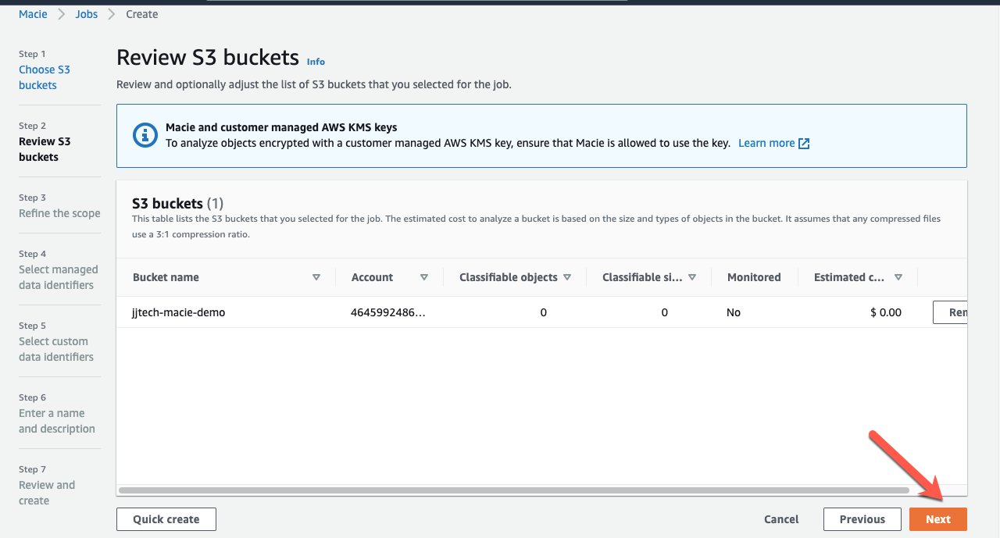 Macie > Jobs > Create
Step 1
Choose S3
buckets
Step 2
Review S3
buckets
Step 3
Refine the scope
Step 4
Select managed
data identifiers
Step 5
Select custom
data identifiers
Step 6
Enter a name
and description
Step 7
Review and
create
Review S3 buckets Info
Review and optionally adjust the list of S3 buckets that you selected for the job.
Macie and customer managed AWS KMS keys
To analyze objects encrypted with a customer managed AWS KMS key, ensure that Macie is allowed to use the key. Learn more
S3 buckets (1)
This table lists the S3 buckets that you selected for the job. The estimated cost to analyze a bucket is based on the size and types of objects in the bucket. It assumes that any compressed files
use a 3:1 compression ratio.
Bucket name Account Classifiable objects Classifiable si... Monitored Estimated c...
jjtech-macie-demo 4645992486... 0 0 No $ 0.00
Quick create Cancel Previous Next